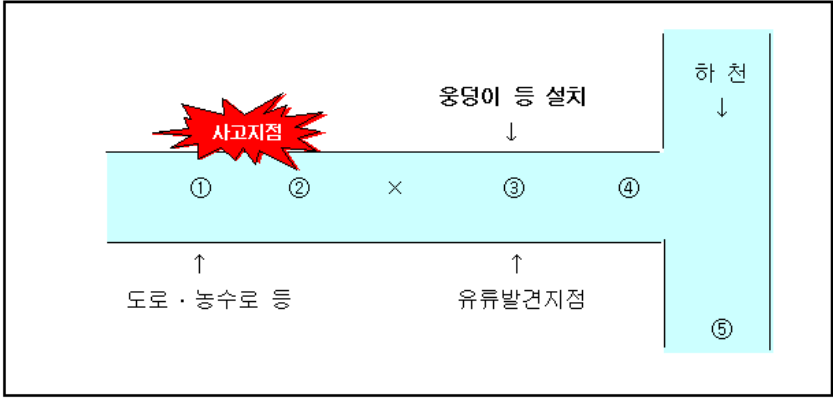 하 천
↓
웅덩이 등 설치
↓
사고지점
① ② × ③ ④
↑ ↑
도로 · 농수로 등 유류발견지점
⑤